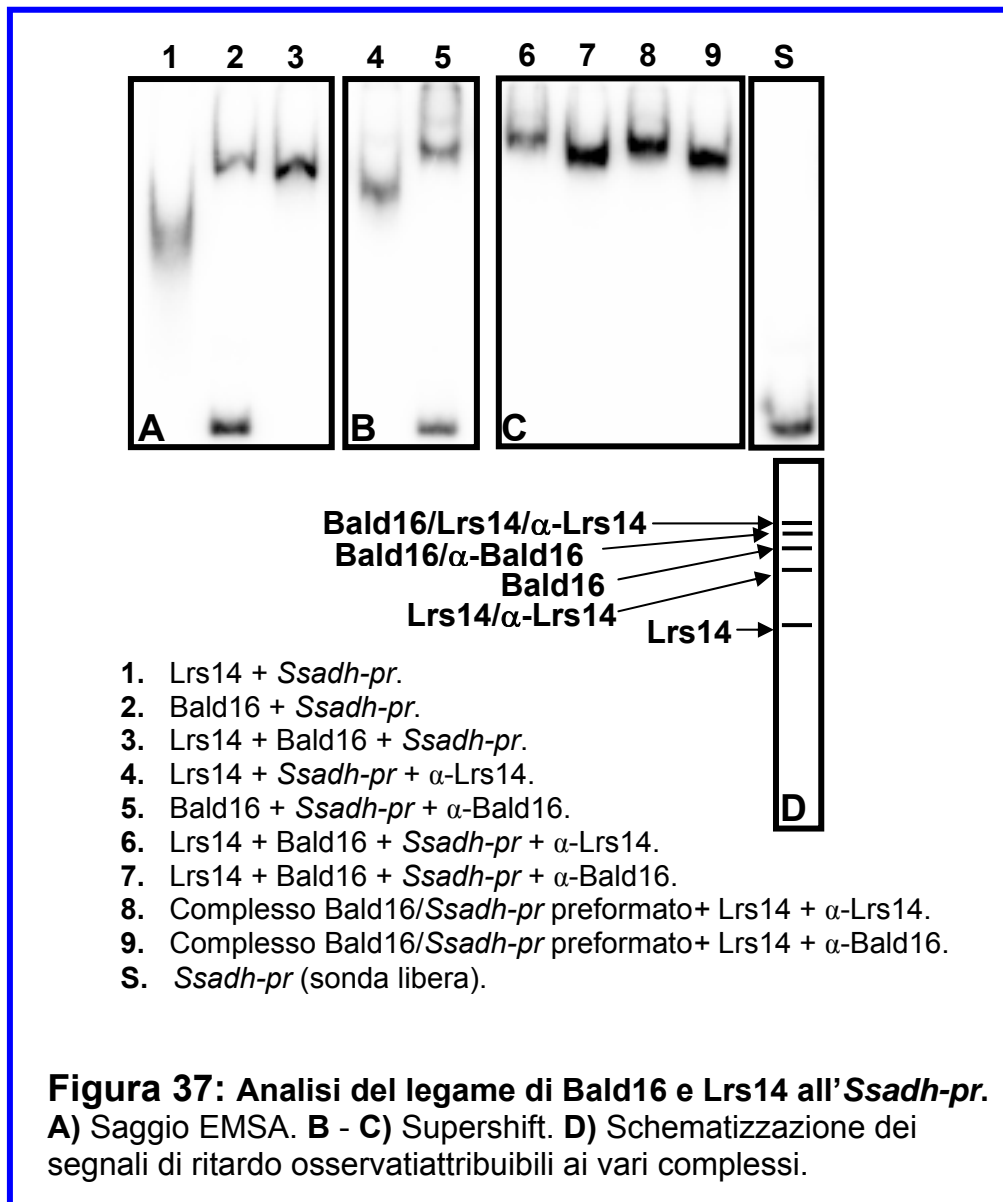 1 2 3 4 5 6 7 8 9 S
A B C
Bald16/Lrs14/α-Lrs14
Bald16/α-Bald16
Bald16
Lrs14/α-Lrs14
Lrs14
D
1. Lrs14 + Ssadh-pr.
2. Bald16 + Ssadh-pr.
3. Lrs14 + Bald16 + Ssadh-pr.
4. Lrs14 + Ssadh-pr + α-Lrs14.
5. Bald16 + Ssadh-pr + α-Bald16.
6. Lrs14 + Bald16 + Ssadh-pr + α-Lrs14.
7. Lrs14 + Bald16 + Ssadh-pr + α-Bald16.
8. Complesso Bald16/Ssadh-pr preformato+ Lrs14 + α-Lrs14.
9. Complesso Bald16/Ssadh-pr preformato+ Lrs14 + α-Bald16.
S. Ssadh-pr (sonda libera).
Figura 37: Analisi del legame di Bald16 e Lrs14 all'Ssadh-pr.
A) Saggio EMSA. B - C) Supershift. D) Schematizzazione dei
segnali di ritardo osservatiattribuibili ai vari complessi.